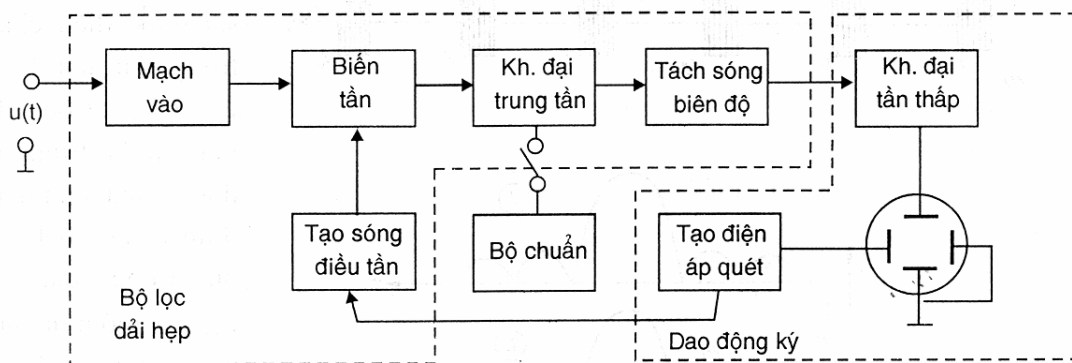 Mạch
vào
Biến
tần
Kh. đại
trung tần
Tách sóng
biên độ
Kh. đại
tần thấp
u(t)
Tạo sóng
điều tần
Bộ chuẩn
Tạo điện
áp quét
Bộ lọc
dải hẹp
Dao động ký